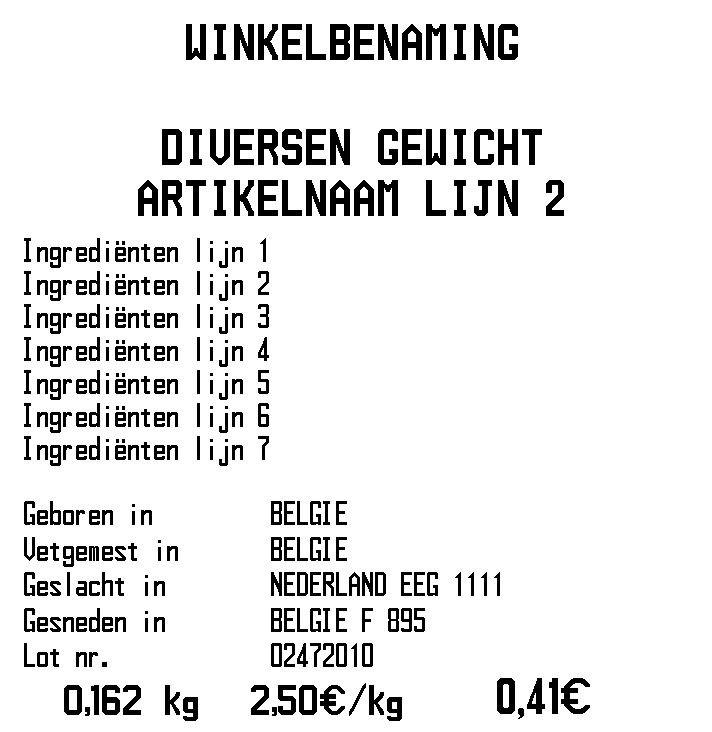 WINKELBENAMING
DIVERSEN GEWICHT
ARTIKELNAAM LIJN 2
Ingrediënten lijn 1
Ingrediënten lijn 2
Ingrediënten lijn 3
Ingrediënten lijn 4
Ingrediënten lijn 5
Ingrediënten lijn 6
Ingrediënten lijn 7
Geboren in BELGIE
Vetgemest in BELGIE
Geslacht in NEDERLAND EEG 1111
Gesneden in BELGIE F 895
Lot nr. 02472010
0,162 kg 2,50€/kg 0,41€